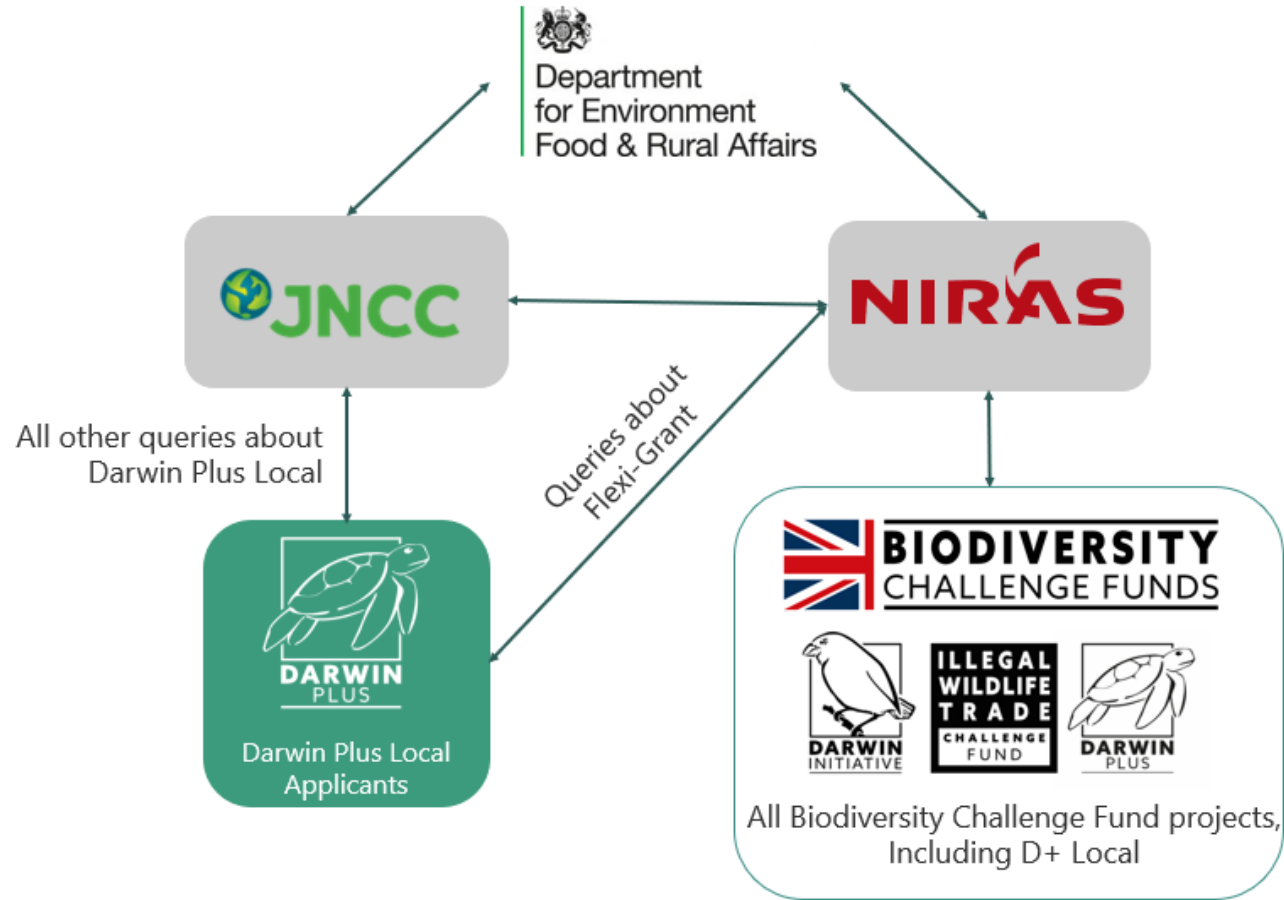 Department
for Environment
Food & Rural Affairs
JNCC
NIRAS
All other queries about
Darwin Plus Local
Queries about
Flexi-Grant
DARWIN
PLUS
Darwin Plus Local
Applicants
BIODIVERSITY
CHALLENGE FUNDS
DARWIN
INITIATIVE
ILLEGAL
WILDLIFE
TRADE
CHALLENGE
FUND
DARWIN
PLUS
All Biodiversity Challenge Fund projects,
Including D+ Local